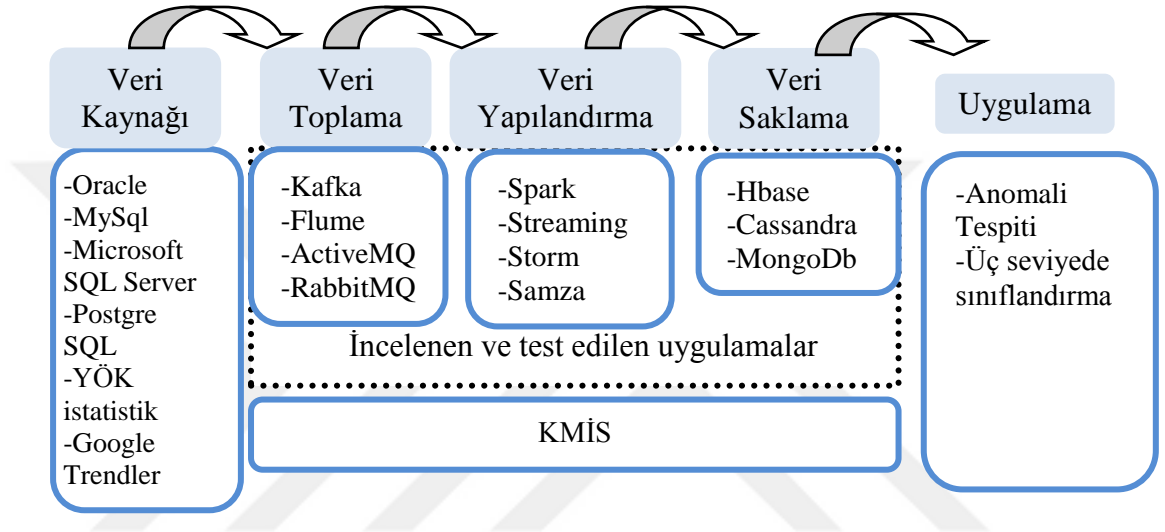 Veri
Kaynağı
Veri
Toplama
Veri
Yapılandırma
Veri
Saklama
Uygulama
-Oracle
-MySql
-Microsoft
SQL Server
-Postgre
SQL
-YÖK
istatistik
-Google
Trendler
-Kafka
-Flume
-ActiveMQ
-RabbitMQ
-Spark
-Streaming
-Storm
-Samza
-Hbase
-Cassandra
-MongoDb
-Anomali
Tespiti
-Üç seviyede
sınıflandırma
İncelenen ve test edilen uygulamalar
KMİS